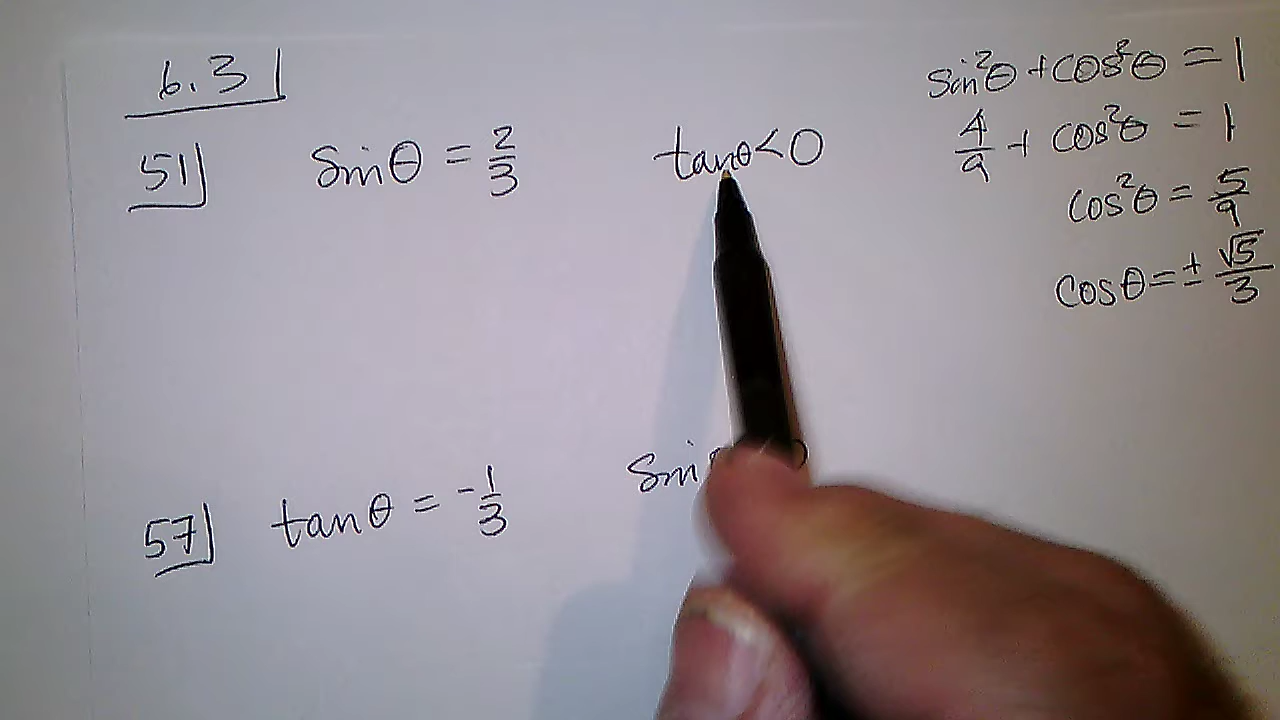 6.3
51 sinθ = 2/3 tanθ<0
sin²θ + cos²θ = 1
4/9 + cos²θ = 1
cos²θ = 5/9
cosθ = ± √5/3
57 tanθ = -1/3